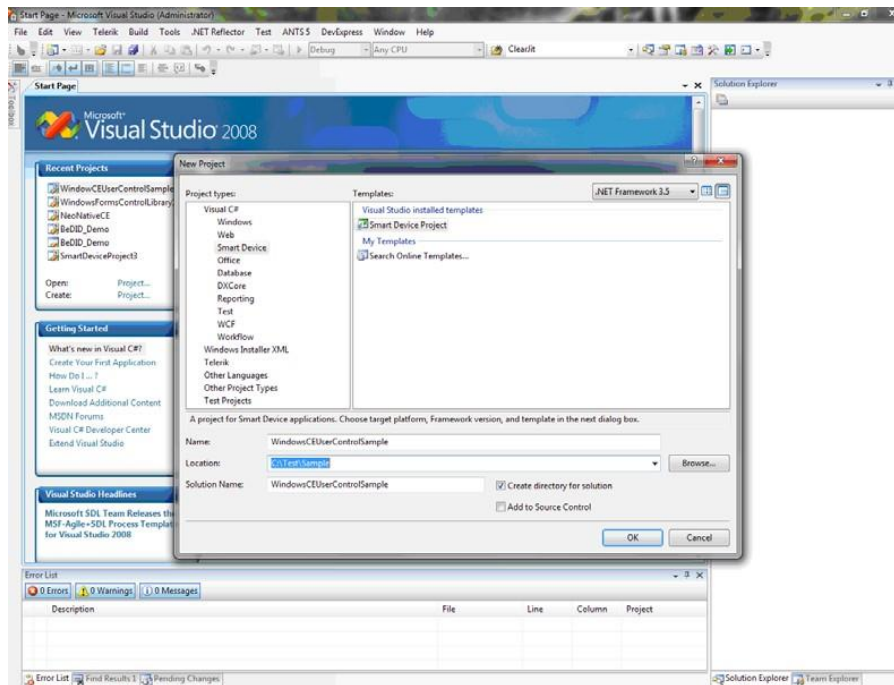 Start Page - Microsoft Visual Studio (Administrator)
File Edit View Telerik Build Tools .NET Reflector Test ANTS 5 DevExpress Window Help
Debug Any CPU ClearJit
Start Page
Solution Explorer
Toolbox
Microsoft®
Visual Studio 2008
Recent Projects
WindowCEUserControlSample
WindowsFormsControlLibrary
NeoNativeCE
BeDID_Demo
BeDID_Demo
SmartDeviceProject3
Open: Project...
Create: Project...
Getting Started
What's new in Visual C#?
Create Your First Application
How Do I ... ?
Learn Visual C#
Download Additional Content
MSDN Forums
Visual C# Developer Center
Extend Visual Studio
Visual Studio Headlines
Microsoft SDL Team Releases the
MSF-Agile+SDL Process Templat
for Visual Studio 2008
New Project
Project types:
Templates:
.NET Framework 3.5
Visual C#
Windows
Web
Smart Device
Office
Database
DXCore
Reporting
Test
WCF
Workflow
Windows Installer XML
Telerik
Other Languages
Other Project Types
Test Projects
Visual Studio installed templates
Smart Device Project
My Templates
Search Online Templates...
A project for Smart Device applications. Choose target platform, Framework version, and template in the next dialog box.
Name: WindowsCEUserControlSample
Location: C:\Test\Sample Browse...
Solution Name: WindowsCEUserControlSample Create directory for solution
Add to Source Control
OK Cancel
Error List
0 Errors 0 Warnings 0 Messages
Description File Line Column Project
Error List Find Results 1 Pending Changes
Solution Explorer Team Explorer